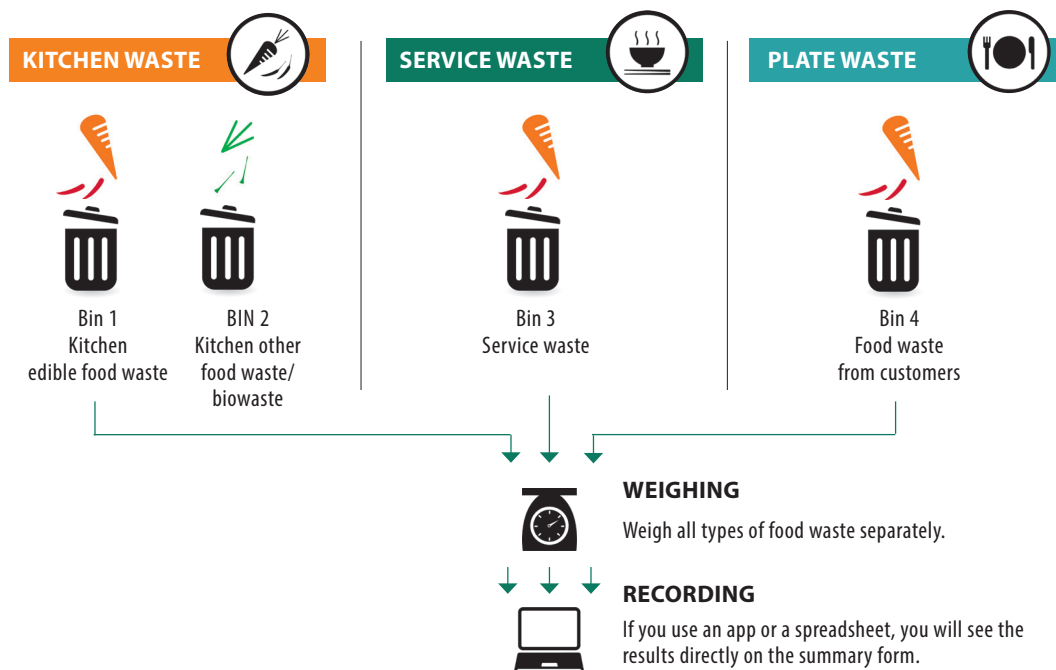 KITCHEN WASTE
SERVICE WASTE
PLATE WASTE
Bin 1
Kitchen
edible food waste
BIN 2
Kitchen other
food waste/
biowaste
Bin 3
Service waste
Bin 4
Food waste
from customers
WEIGHING
Weigh all types of food waste separately.
RECORDING
If you use an app or a spreadsheet, you will see the
results directly on the summary form.